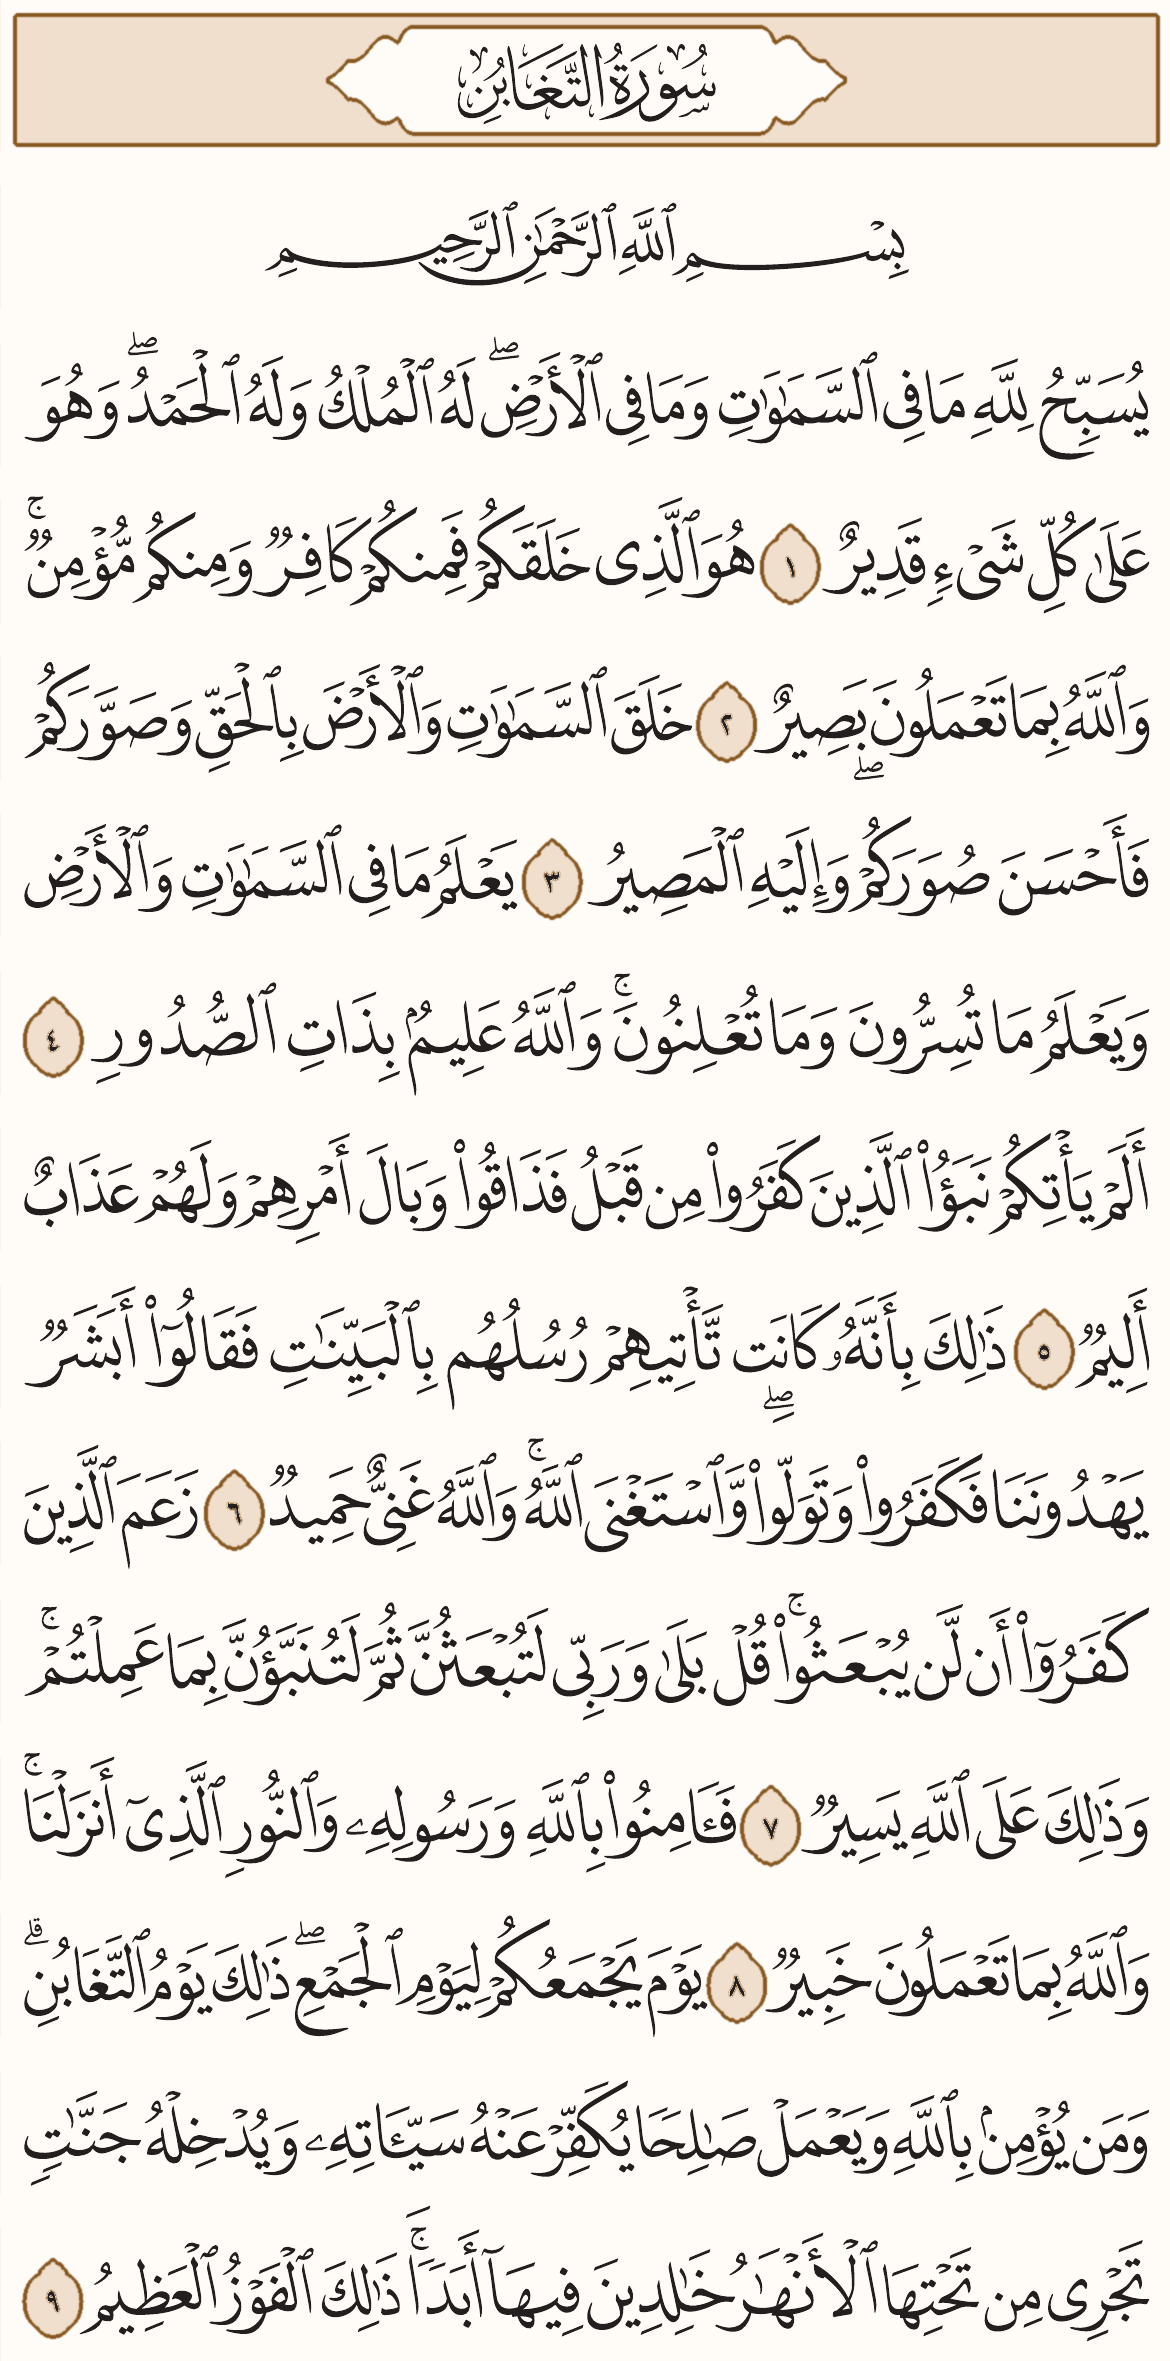 سُورَةُ التَّغَابُنِ
بِسْمِ ٱللَّهِ ٱلرَّحْمَٰنِ ٱلرَّحِيمِ
يُسَبِّحُ لِلَّهِ مَا فِى ٱلسَّمَٰوَٰتِ وَمَا فِى ٱلْأَرْضِۖ لَهُ ٱلْمُلْكُ وَلَهُ ٱلْحَمْدُۖ وَهُوَ
عَلَىٰ كُلِّ شَىْءٍ قَدِيرٌ ١ هُوَ ٱلَّذِى خَلَقَكُمْ فَمِنكُمْ كَافِرٌ وَمِنكُم مُّؤْمِنٌۚ
وَٱللَّهُ بِمَا تَعْمَلُونَ بَصِيرٌ ٢ خَلَقَ ٱلسَّمَٰوَٰتِ وَٱلْأَرْضَ بِٱلْحَقِّ وَصَوَّرَكُمْ
فَأَحْسَنَ صُوَرَكُمْۖ وَإِلَيْهِ ٱلْمَصِيرُ ٣ يَعْلَمُ مَا فِى ٱلسَّمَٰوَٰتِ وَٱلْأَرْضِ
وَيَعْلَمُ مَا تُسِرُّونَ وَمَا تُعْلِنُونَۚ وَٱللَّهُ عَلِيمٌۢ بِذَاتِ ٱلصُّدُورِ ٤
أَلَمْ يَأْتِكُمْ نَبَؤُا۟ ٱلَّذِينَ كَفَرُوا۟ مِن قَبْلُ فَذَاقُوا۟ وَبَالَ أَمْرِهِمْ وَلَهُمْ عَذَابٌ
أَلِيمٌ ٥ ذَٰلِكَ بِأَنَّهُۥ كَانَت تَّأْتِيهِمْ رُسُلُهُم بِٱلْبَيِّنَٰتِ فَقَالُوٓا۟ أَبَشَرٌ
يَهْدُونَنَا فَكَفَرُوا۟ وَتَوَلَّوا۟ۖ وَّٱسْتَغْنَى ٱللَّهُۚ وَٱللَّهُ غَنِىٌّ حَمِيدٌ ٦ زَعَمَ ٱلَّذِينَ
كَفَرُوٓا۟ أَن لَّن يُبْعَثُوا۟ۚ قُلْ بَلَىٰ وَرَبِّى لَتُبْعَثُنَّ ثُمَّ لَتُنَبَّؤُنَّ بِمَا عَمِلْتُمْۚ
وَذَٰلِكَ عَلَى ٱللَّهِ يَسِيرٌ ٧ فَـَٔامِنُوا۟ بِٱللَّهِ وَرَسُولِهِۦ وَٱلنُّورِ ٱلَّذِىٓ أَنزَلْنَاۚ
وَٱللَّهُ بِمَا تَعْمَلُونَ خَبِيرٌ ٨ يَوْمَ يَجْمَعُكُمْ لِيَوْمِ ٱلْجَمْعِۖ ذَٰلِكَ يَوْمُ ٱلتَّغَابُنِۗ
وَمَن يُؤْمِنۢ بِٱللَّهِ وَيَعْمَلْ صَٰلِحًا يُكَفِّرْ عَنْهُ سَيِّـَٔاتِهِۦ وَيُدْخِلْهُ جَنَّٰتٍ
تَجْرِى مِن تَحْتِهَا ٱلْأَنْهَٰرُ خَٰلِدِينَ فِيهَآ أَبَدًاۚ ذَٰلِكَ ٱلْفَوْزُ ٱلْعَظِيمُ ٩